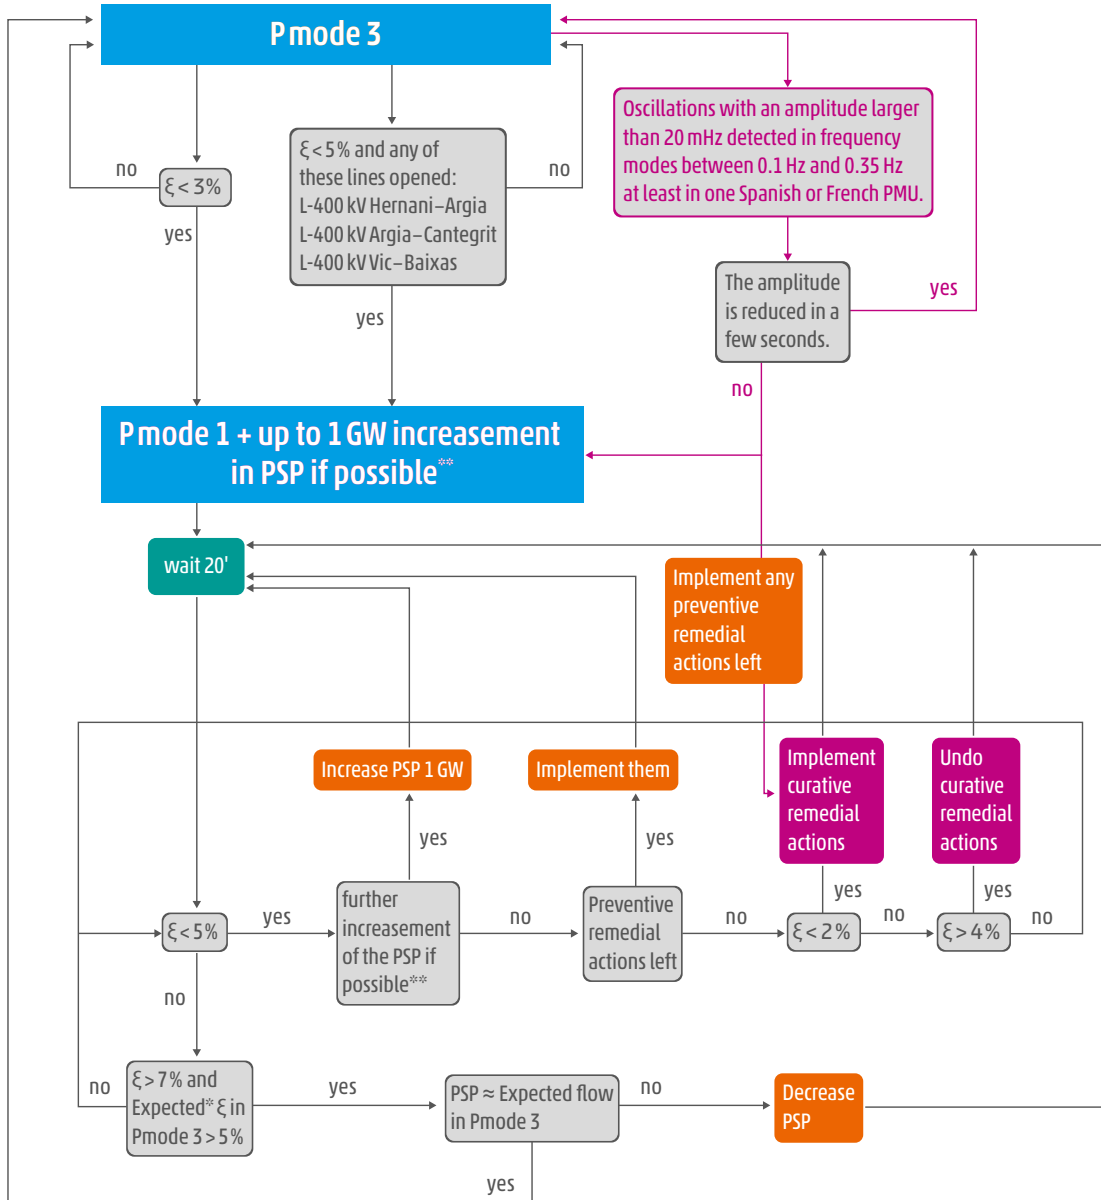 P mode 3
Oscillations with an amplitude larger
than 20 mHz detected in frequency
modes between 0.1 Hz and 0.35 Hz
at least in one Spanish or French PMU.
no
ξ < 3%
yes
ξ < 5% and any of
these lines opened:
L-400 kV Hernani–Argia
L-400 kV Argia–Cantegrit
L-400 kV Vic–Baixas
no
yes
The amplitude
is reduced in a
few seconds.
yes
no
P mode 1 + up to 1 GW increasement
in PSP if possible**
wait 20'
Implement any
preventive
remedial
actions left
Increase PSP 1 GW
Implement them
Implement
curative
remedial
actions
Undo
curative
remedial
actions
yes
yes
yes
yes
ξ < 5%
yes
further
increasement
of the PSP if
possible**
no
Preventive
remedial
actions left
no
ξ < 2%
no
ξ > 4%
no
no
no
ξ > 7% and
Expected* ξ in
Pmode 3 > 5%
yes
PSP ≈ Expected flow
in Pmode 3
no
Decrease
PSP
yes